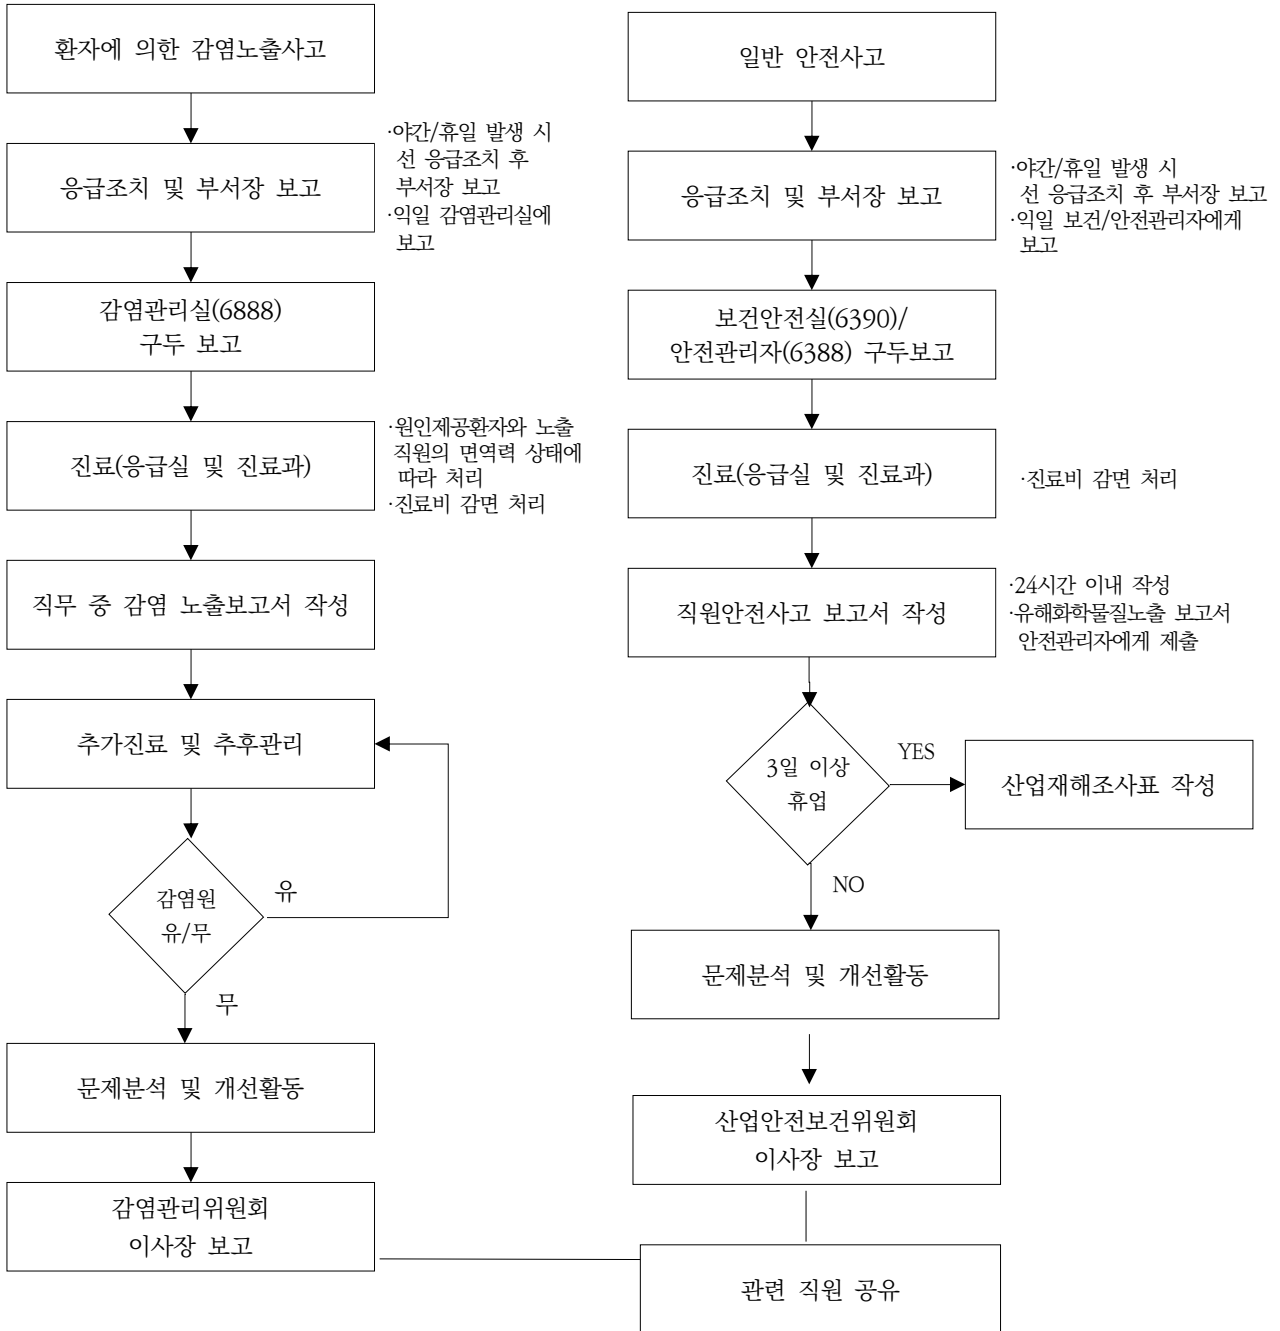 환자에 의한 감염노출사고
·야간/휴일 발생 시
선 응급조치 후
부서장 보고
·익일 감염관리실에
보고
응급조치 및 부서장 보고
감염관리실(6888)
구두 보고
·원인제공환자와 노출
직원의 면역력 상태에
따라 처리
·진료비 감면 처리
진료(응급실 및 진료과)
직무 중 감염 노출보고서 작성
추가진료 및 추후관리
감염원
유/무
유
무
문제분석 및 개선활동
감염관리위원회
이사장 보고
일반 안전사고
응급조치 및 부서장 보고
·야간/휴일 발생 시
선 응급조치 후 부서장 보고
·익일 보건/안전관리자에게
보고
보건안전실(6390)/
안전관리자(6388) 구두보고
진료(응급실 및 진료과)
·진료비 감면 처리
직원안전사고 보고서 작성
·24시간 이내 작성
·유해화학물질노출 보고서
안전관리자에게 제출
3일 이상
휴업
YES
산업재해조사표 작성
NO
문제분석 및 개선활동
산업안전보건위원회
이사장 보고
관련 직원 공유